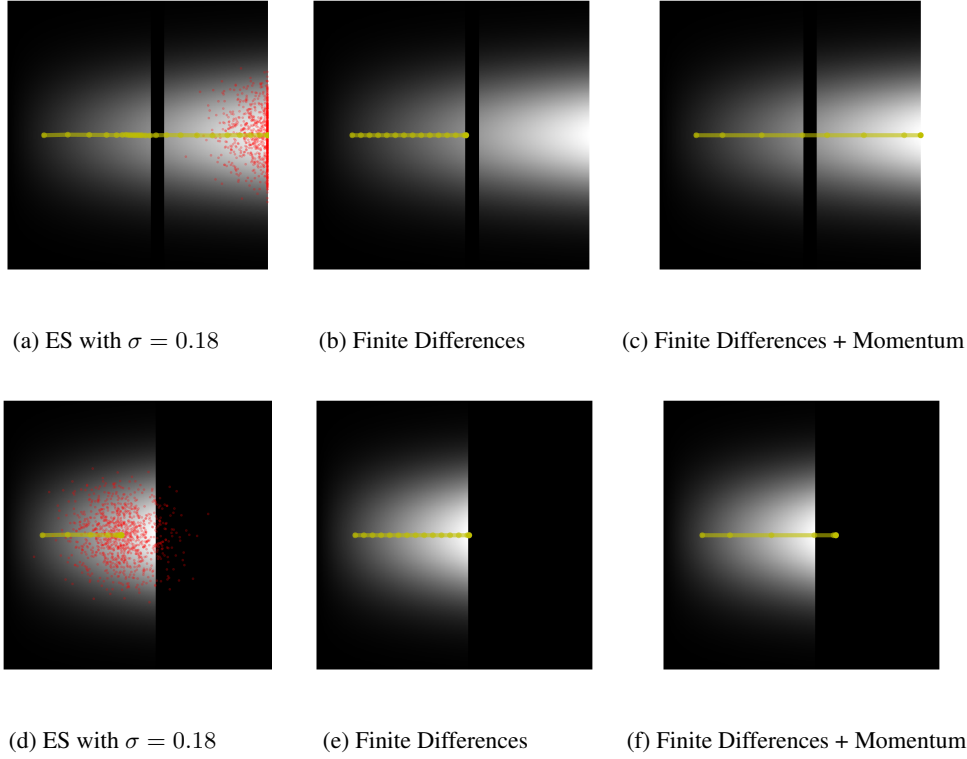 (a) ES with σ = 0.18
(b) Finite Differences
(c) Finite Differences + Momentum
(d) ES with σ = 0.18
(e) Finite Differences
(f) Finite Differences + Momentum